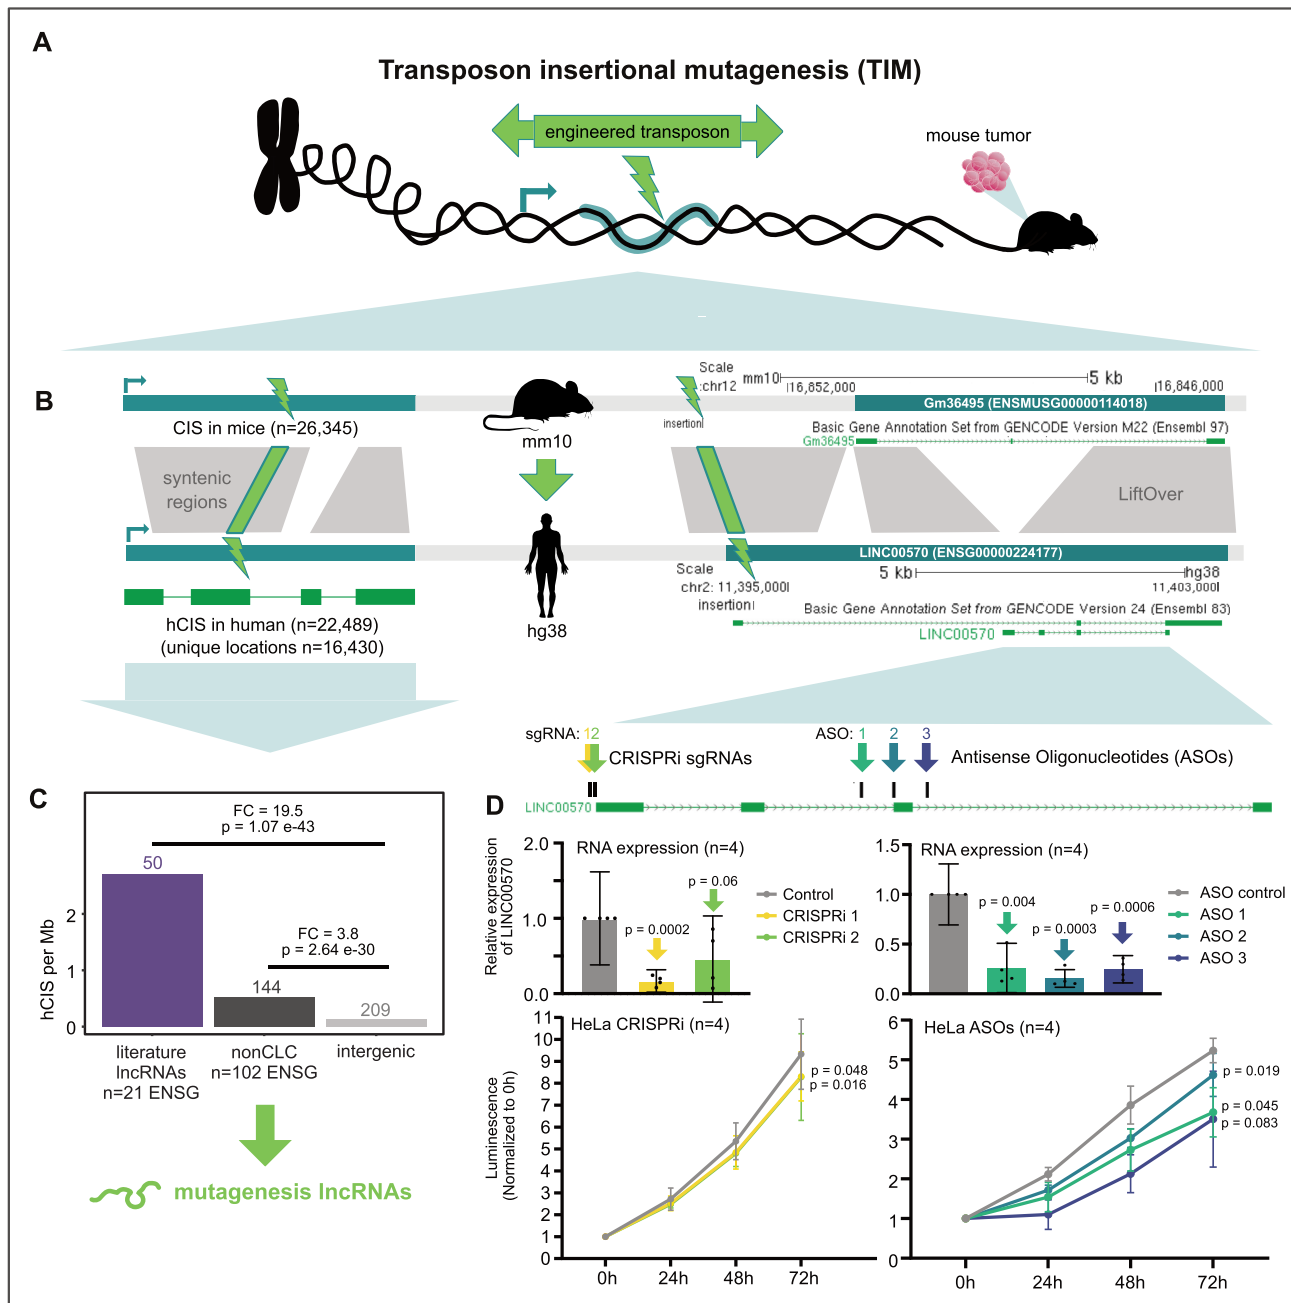 A
Transposon insertional mutagenesis (TIM)
engineered transposon
mouse tumor
B
Scale
chr12
mm10
5 kb
16,852,000
16,846,000
insertion
Gm36495 (ENSMUSG00000114018)
Basic Gene Annotation Set from GENCODE Version M22 (Ensembl 97)
Gm36495
CIS in mice (n=26,345)
mm10
syntenic
regions
LiftOver
LINC00570 (ENSG00000224177)
Scale
chr2:
5 kb
hg38
11,395,000
11,403,000
insertion
Basic Gene Annotation Set from GENCODE Version 24 (Ensembl 83)
LINC00570
hCIS in human (n=22,489)
(unique locations n=16,430)
hg38
sgRNA: 12
CRISPRi sgRNAs
ASO: 1 2 3
Antisense Oligonucleotides (ASOs)
LINC00570
C
FC = 19.5
p = 1.07 e-43
50
FC = 3.8
p = 2.64 e-30
144
209
hCIS per Mb
2
1
0
literature
lncRNAs
n=21 ENSG
nonCLC
n=102 ENSG
intergenic
mutagenesis lncRNAs
D
Relative expression
of LINC00570
2.0
1.0
0.0
RNA expression (n=4)
p = 0.0002
p = 0.06
Control
CRISPRi 1
CRISPRi 2
1.5
1.0
0.5
0.0
RNA expression (n=4)
p = 0.004
p = 0.0003
p = 0.0006
ASO control
ASO 1
ASO 2
ASO 3
Luminescence
(Normalized to 0h)
11
10
9
8
7
6
5
4
3
2
1
0
HeLa CRISPRi (n=4)
p = 0.048
p = 0.016
0h
24h
48h
72h
6
5
4
3
2
1
0
HeLa ASOs (n=4)
p = 0.019
p = 0.045
p = 0.083
0h
24h
48h
72h